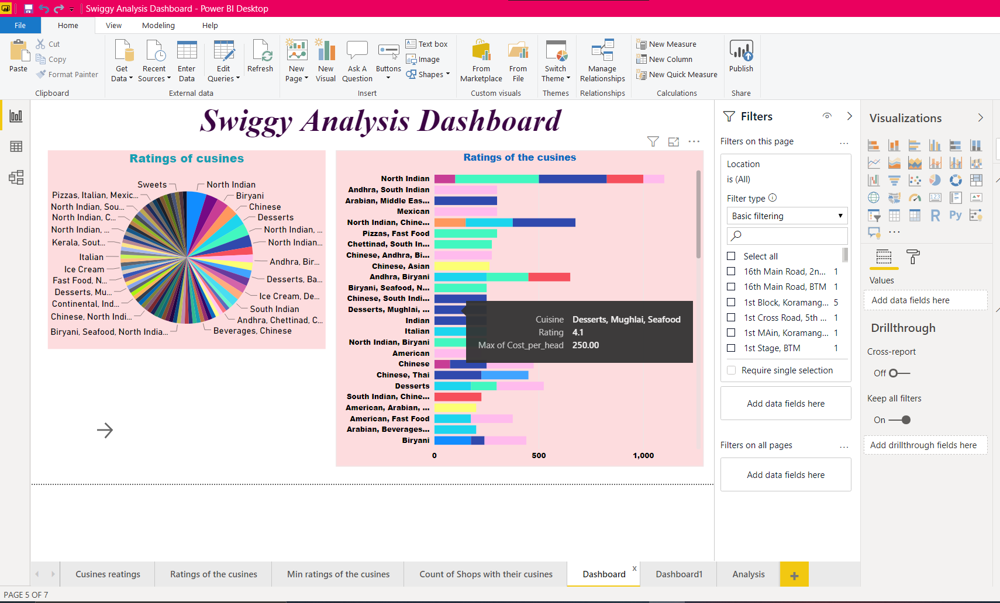 Swiggy Analysis Dashboard - Power BI Desktop
File Home View Modeling Help
Paste
Cut
Copy
Format Painter
Clipboard
Get Data
Recent Sources
Enter Data
Edit Queries
Refresh
External data
New Page
New Visual
Ask A Question
Buttons
Text box
Image
Shapes
Insert
From Marketplace
From File
Custom visuals
Switch Theme
Themes
Manage Relationships
Relationships
New Measure
New Column
New Quick Measure
Calculations
Publish
Share
Swiggy Analysis Dashboard
Ratings of cusines
Sweets
Pizzas, Italian, Mexic...
North Indian, Sou...
North Indian, C...
North Indian, ...
Kerala, Sout...
Italian
Ice Cream
Fast Food, N...
Desserts, Mu...
Continental, Ind...
Chinese, North Indi...
Biryani, Seafood, North India...
North Indian
Biryani
Chinese
Desserts
North Indian, ...
North Indian...
Andhra, Bir...
Desserts, Ba...
Ice Cream, De...
South Indian
Andhra, Chettinad, C...
Beverages, Chinese
Ratings of the cusines
North Indian
Andhra, South Indian
Arabian, Middle Eas...
Mexican
North Indian, Chine...
Pizzas, Fast Food
Chettinad, South In...
Chinese, Andhra, Bi...
Chinese, Asian
Andhra, Biryani
Biryani, Seafood, N...
Chinese, South Indi...
Desserts, Mughlai, ...
Indian
Italian
North Indian, Biryani
American
Chinese
Chinese, Thai
Desserts
South Indian, Chine...
American, Arabian, ...
American, Fast Food
Arabian, Beverages...
Biryani
0 500 1,000
Cuisine Desserts, Mughlai, Seafood
Rating 4.1
Max of Cost_per_head 250.00
Filters
Filters on this page ...
Location
is (All)
Filter type
Basic filtering
Select all
16th Main Road, 2n... 1
16th Main Road, BTM 1
1st Block, Koramang... 5
1st Cross Road, 5th ... 1
1st MAin, Koramang... 1
1st Stage, BTM 1
Require single selection
Add data fields here
Filters on all pages ...
Add data fields here
Visualizations
123
R Py
...
Values
Add data fields here
Drillthrough
Cross-report
Off
Keep all filters
On
Add drillthrough fields here
Cusines reatings
Ratings of the cusines
Min ratings of the cusines
Count of Shops with their cusines
Dashboard x
Dashboard1
Analysis
+
PAGE 5 OF 7